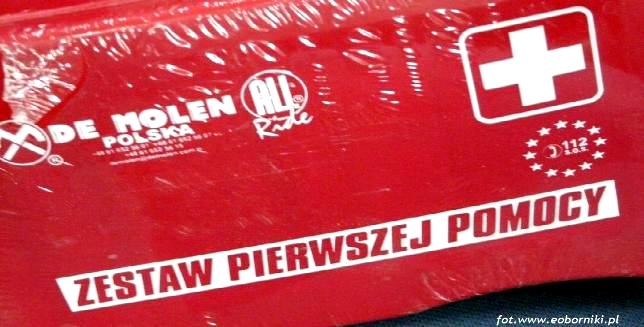 DE MOLEN
POLSKA
ALL
Ride
112
S.O.S.
ZESTAW PIERWSZEJ POMOCY
fot.www.eoborniki.pl